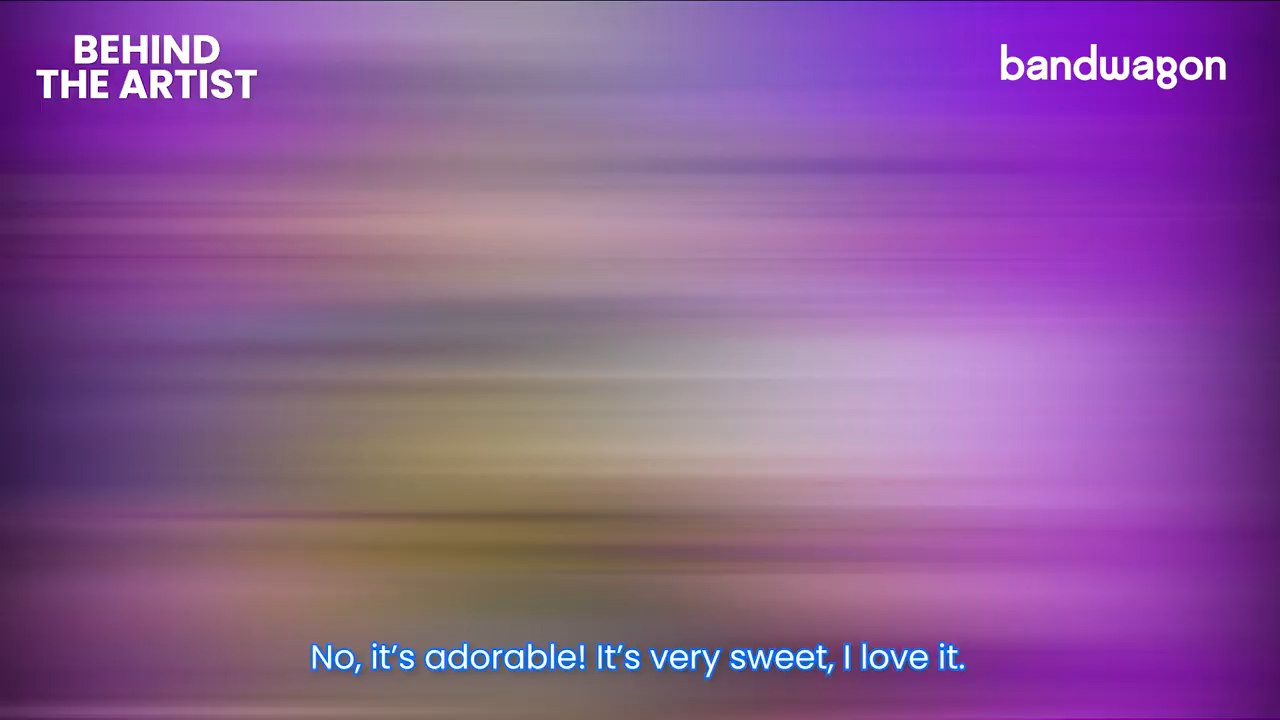 BEHIND
THE ARTIST
bandwagon
No, it’s adorable! It’s very sweet, I love it.